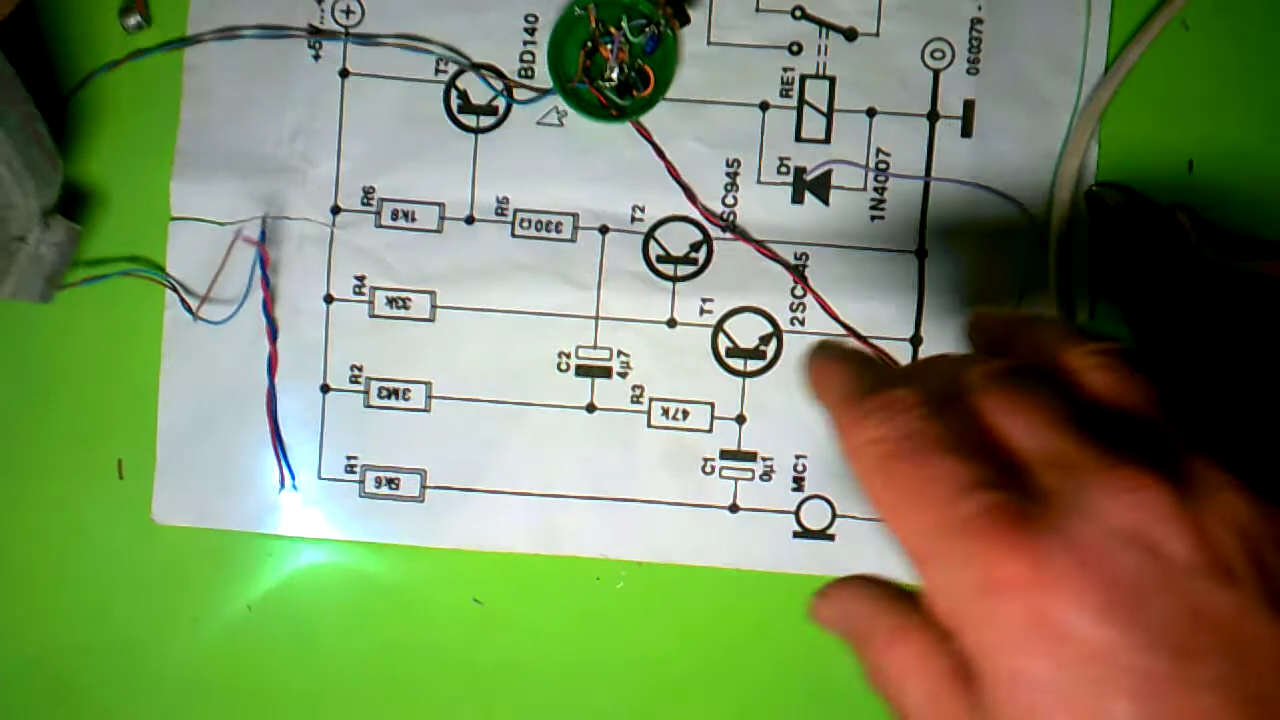 +5V...
T3
BD140
RE1
0
060379 -
D1
1N4007
R6
1k8
R5
330Ω
T2
2SC945
R4
33k
T1
2SC945
R2
3M3
C2
4µ7
R3
47k
R1
5k6
C1
0µ1
MIC1